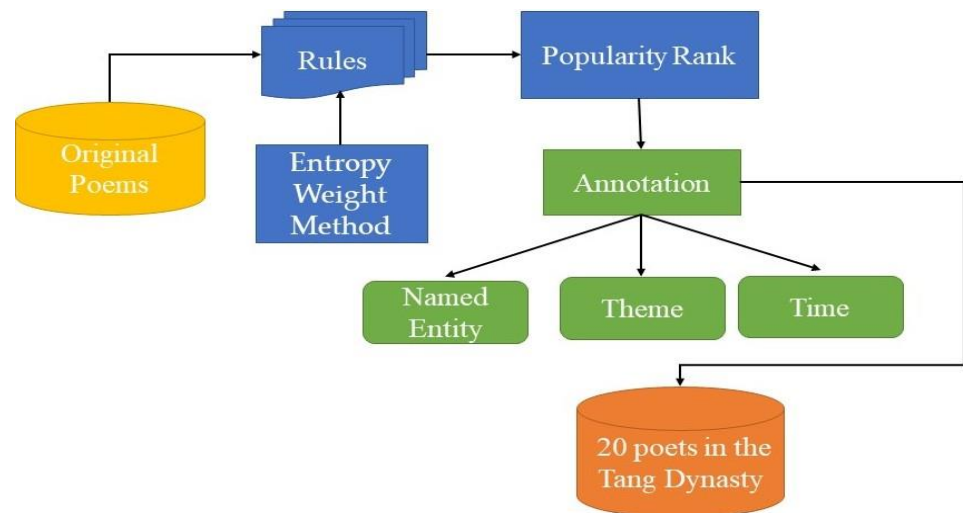 Rules
Popularity Rank
Original
Poems
Entropy
Weight
Method
Annotation
Named
Entity
Theme
Time
20 poets in the
Tang Dynasty